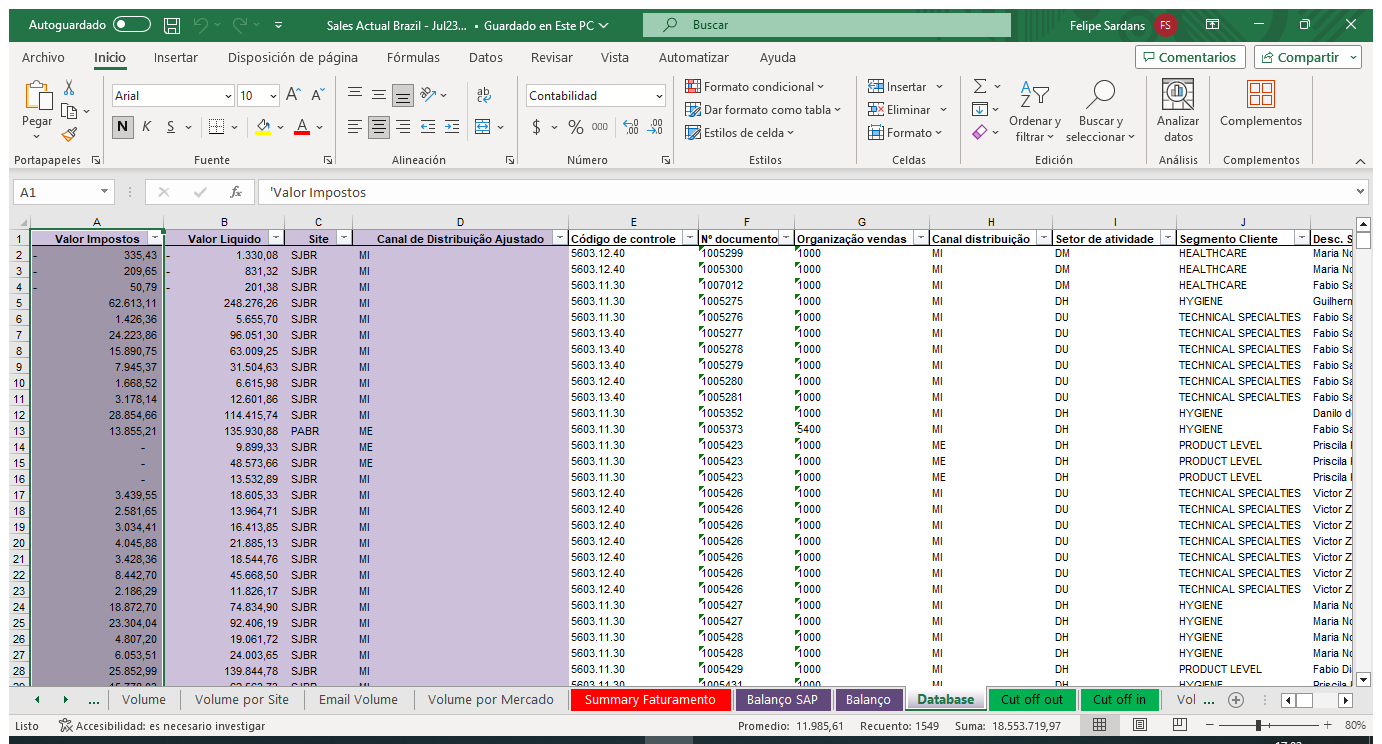 Autoguardado Sales Actual Brazil - Jul23... • Guardado en Este PC Buscar Felipe Sardans FS
Archivo Inicio Insertar Disposición de página Fórmulas Datos Revisar Vista Automatizar Ayuda Comentarios Compartir
Pegar
Portapapeles
Arial 10 A A
N K S A
Fuente
ab
Alineación
Contabilidad
$ % 000
Número
Formato condicional
Dar formato como tabla
Estilos de celda
Estilos
Insertar
Eliminar
Formato
Celdas
Ordenar y filtrar
Buscar y seleccionar
Edición
Analizar datos
Análisis
Complementos
Complementos
A1 fx 'Valor Impostos
A B C D E F G H I J
1 Valor Impostos Valor Liquido Site Canal de Distribuição Ajustado Código de controle Nº documento Organização vendas Canal distribuição Setor de atividade Segmento Cliente Desc. S
2 - 335,43 - 1.330,08 SJBR MI 5603.12.40 1005299 1000 MI DM HEALTHCARE Maria No
3 - 209,65 - 831,32 SJBR MI 5603.12.40 1005300 1000 MI DM HEALTHCARE Maria No
4 - 50,79 - 201,38 SJBR MI 5603.11.30 1007012 1000 MI DM HEALTHCARE Fabio Sa
5 62.613,11 248.276,26 SJBR MI 5603.11.30 1005275 1000 MI DH HYGIENE Guilherm
6 1.426,36 5.655,70 SJBR MI 5603.11.30 1005276 1000 MI DU TECHNICAL SPECIALTIES Fabio Sa
7 24.223,86 96.051,30 SJBR MI 5603.13.40 1005277 1000 MI DU TECHNICAL SPECIALTIES Fabio Sa
8 15.890,75 63.009,25 SJBR MI 5603.13.40 1005278 1000 MI DU TECHNICAL SPECIALTIES Fabio Sa
9 7.945,37 31.504,63 SJBR MI 5603.13.40 1005279 1000 MI DU TECHNICAL SPECIALTIES Fabio Sa
10 1.668,52 6.615,98 SJBR MI 5603.12.40 1005280 1000 MI DU TECHNICAL SPECIALTIES Fabio Sa
11 3.178,14 12.601,86 SJBR MI 5603.13.40 1005281 1000 MI DU TECHNICAL SPECIALTIES Fabio Sa
12 28.854,66 114.415,74 SJBR MI 5603.11.30 1005352 1000 MI DH HYGIENE Danilo d
13 13.855,21 135.930,88 PABR ME 5603.11.30 1005373 5400 MI DH HYGIENE Fabio Sa
14 - 9.899,33 SJBR ME 5603.11.30 1005423 1000 ME DH PRODUCT LEVEL Priscila
15 - 48.573,66 SJBR ME 5603.11.30 1005423 1000 ME DH PRODUCT LEVEL Priscila
16 - 13.532,89 SJBR MI 5603.11.30 1005423 1000 ME DH PRODUCT LEVEL Priscila
17 3.439,55 18.605,33 SJBR MI 5603.12.40 1005426 1000 MI DU TECHNICAL SPECIALTIES Victor Z
18 2.581,65 13.964,71 SJBR MI 5603.12.40 1005426 1000 MI DU TECHNICAL SPECIALTIES Victor Z
19 3.034,41 16.413,85 SJBR MI 5603.12.40 1005426 1000 MI DU TECHNICAL SPECIALTIES Victor Z
20 4.045,88 21.885,13 SJBR MI 5603.12.40 1005426 1000 MI DU TECHNICAL SPECIALTIES Victor Z
21 3.428,36 18.544,76 SJBR MI 5603.12.40 1005426 1000 MI DU TECHNICAL SPECIALTIES Victor Z
22 8.442,70 45.668,50 SJBR MI 5603.12.40 1005426 1000 MI DU TECHNICAL SPECIALTIES Victor Z
23 2.186,29 11.826,17 SJBR MI 5603.12.40 1005426 1000 MI DU TECHNICAL SPECIALTIES Victor Z
24 18.872,70 74.834,90 SJBR MI 5603.11.30 1005427 1000 MI DH HYGIENE Maria No
25 23.304,04 92.406,19 SJBR MI 5603.11.30 1005427 1000 MI DH HYGIENE Maria No
26 4.807,20 19.061,72 SJBR MI 5603.11.30 1005428 1000 MI DH HYGIENE Maria No
27 6.053,51 24.003,65 SJBR MI 5603.11.30 1005428 1000 MI DH HYGIENE Maria No
28 25.852,99 139.844,78 SJBR MI 5603.11.30 1005429 1000 MI DH PRODUCT LEVEL Fabio Di
SJBR MI 5603.11.30 1005431 1000 MI DH HYGIENE Priscila
... Volume Volume por Site Email Volume Volume por Mercado Summary Faturamento Balanço SAP Balanço Database Cut off out Cut off in Vol ...
Listo Accesibilidad: es necesario investigar Promedio: 11.985,61 Recuento: 1549 Suma: 18.553.719,97 80%